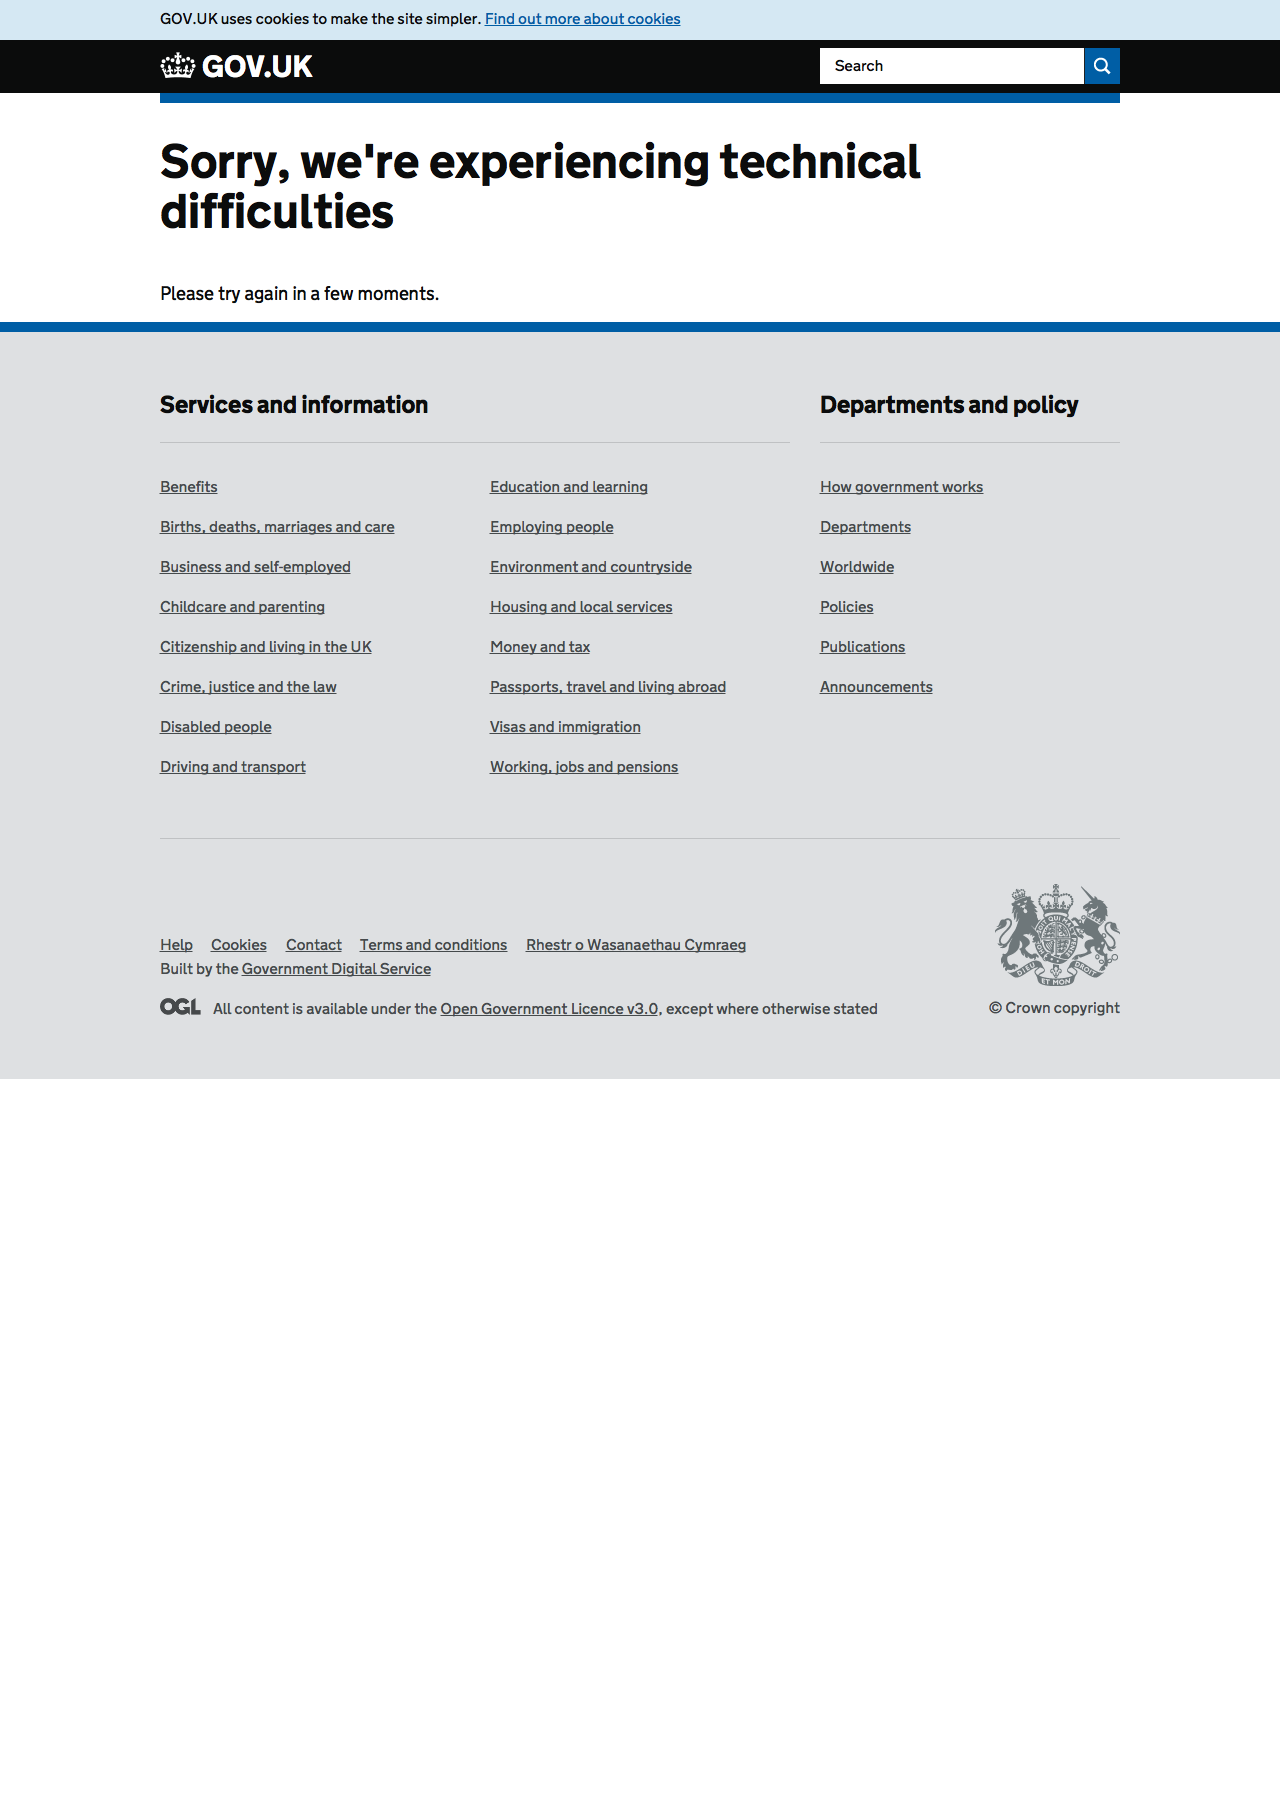 GOV.UK uses cookies to make the site simpler. Find out more about cookies
GOV.UK
Search
Sorry, we're experiencing technical
difficulties
Please try again in a few moments.
Services and information
Departments and policy
Benefits
Births, deaths, marriages and care
Business and self-employed
Childcare and parenting
Citizenship and living in the UK
Crime, justice and the law
Disabled people
Driving and transport
Education and learning
Employing people
Environment and countryside
Housing and local services
Money and tax
Passports, travel and living abroad
Visas and immigration
Working, jobs and pensions
How government works
Departments
Worldwide
Policies
Publications
Announcements
Help Cookies Contact Terms and conditions Rhestr o Wasanaethau Cymraeg
Built by the Government Digital Service
OGL All content is available under the Open Government Licence v3.0, except where otherwise stated
DIEU ET MON DROIT
© Crown copyright